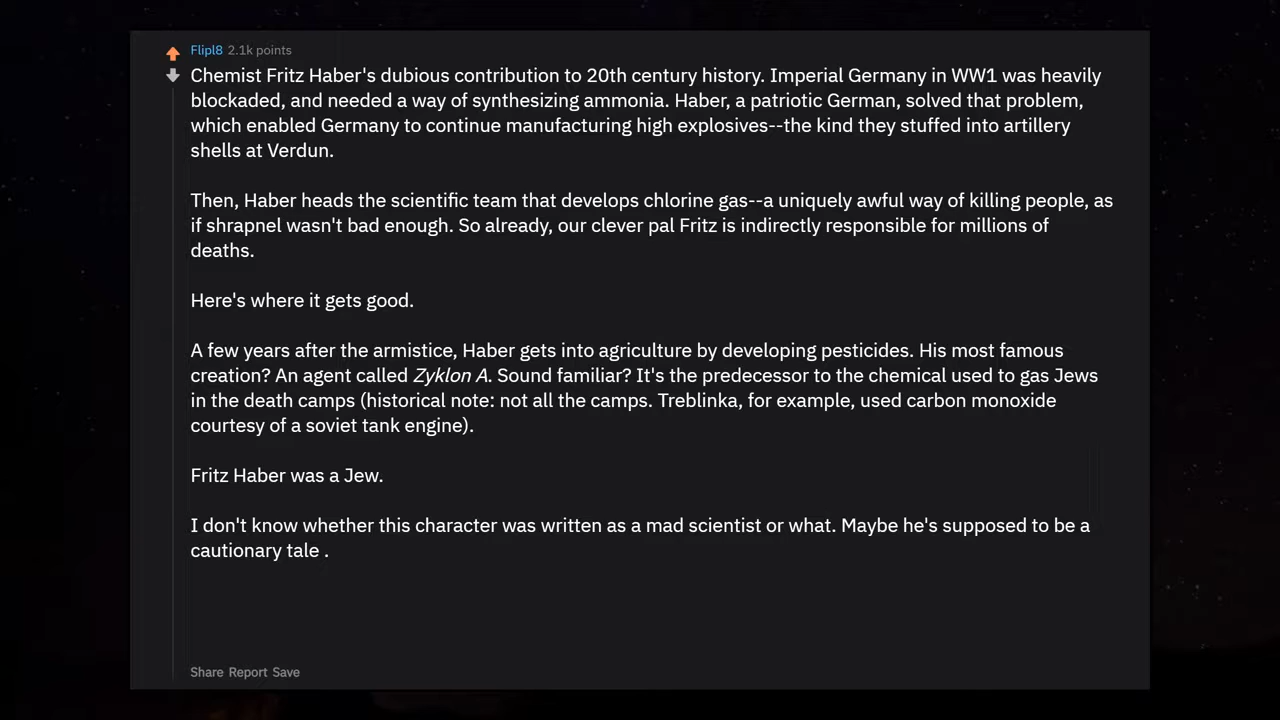 Flipl8 2.1k points
Chemist Fritz Haber's dubious contribution to 20th century history. Imperial Germany in WW1 was heavily
blockaded, and needed a way of synthesizing ammonia. Haber, a patriotic German, solved that problem,
which enabled Germany to continue manufacturing high explosives--the kind they stuffed into artillery
shells at Verdun.
Then, Haber heads the scientific team that develops chlorine gas--a uniquely awful way of killing people, as
if shrapnel wasn't bad enough. So already, our clever pal Fritz is indirectly responsible for millions of
deaths.
Here's where it gets good.
A few years after the armistice, Haber gets into agriculture by developing pesticides. His most famous
creation? An agent called Zyklon A. Sound familiar? It's the predecessor to the chemical used to gas Jews
in the death camps (historical note: not all the camps. Treblinka, for example, used carbon monoxide
courtesy of a soviet tank engine).
Fritz Haber was a Jew.
I don't know whether this character was written as a mad scientist or what. Maybe he's supposed to be a
cautionary tale .
Share Report Save